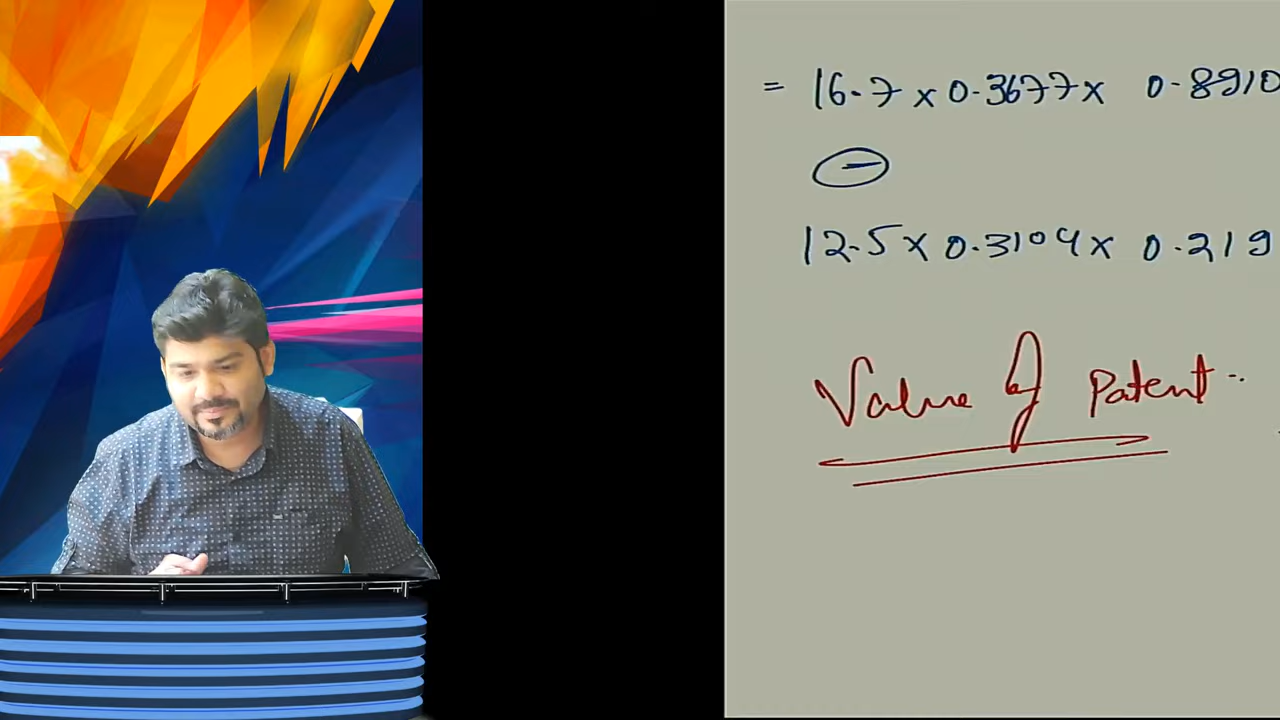 = 16.7 x 0.3677 x 0.8910
-
12.5 x 0.3104 x 0.219
Value of Patent..